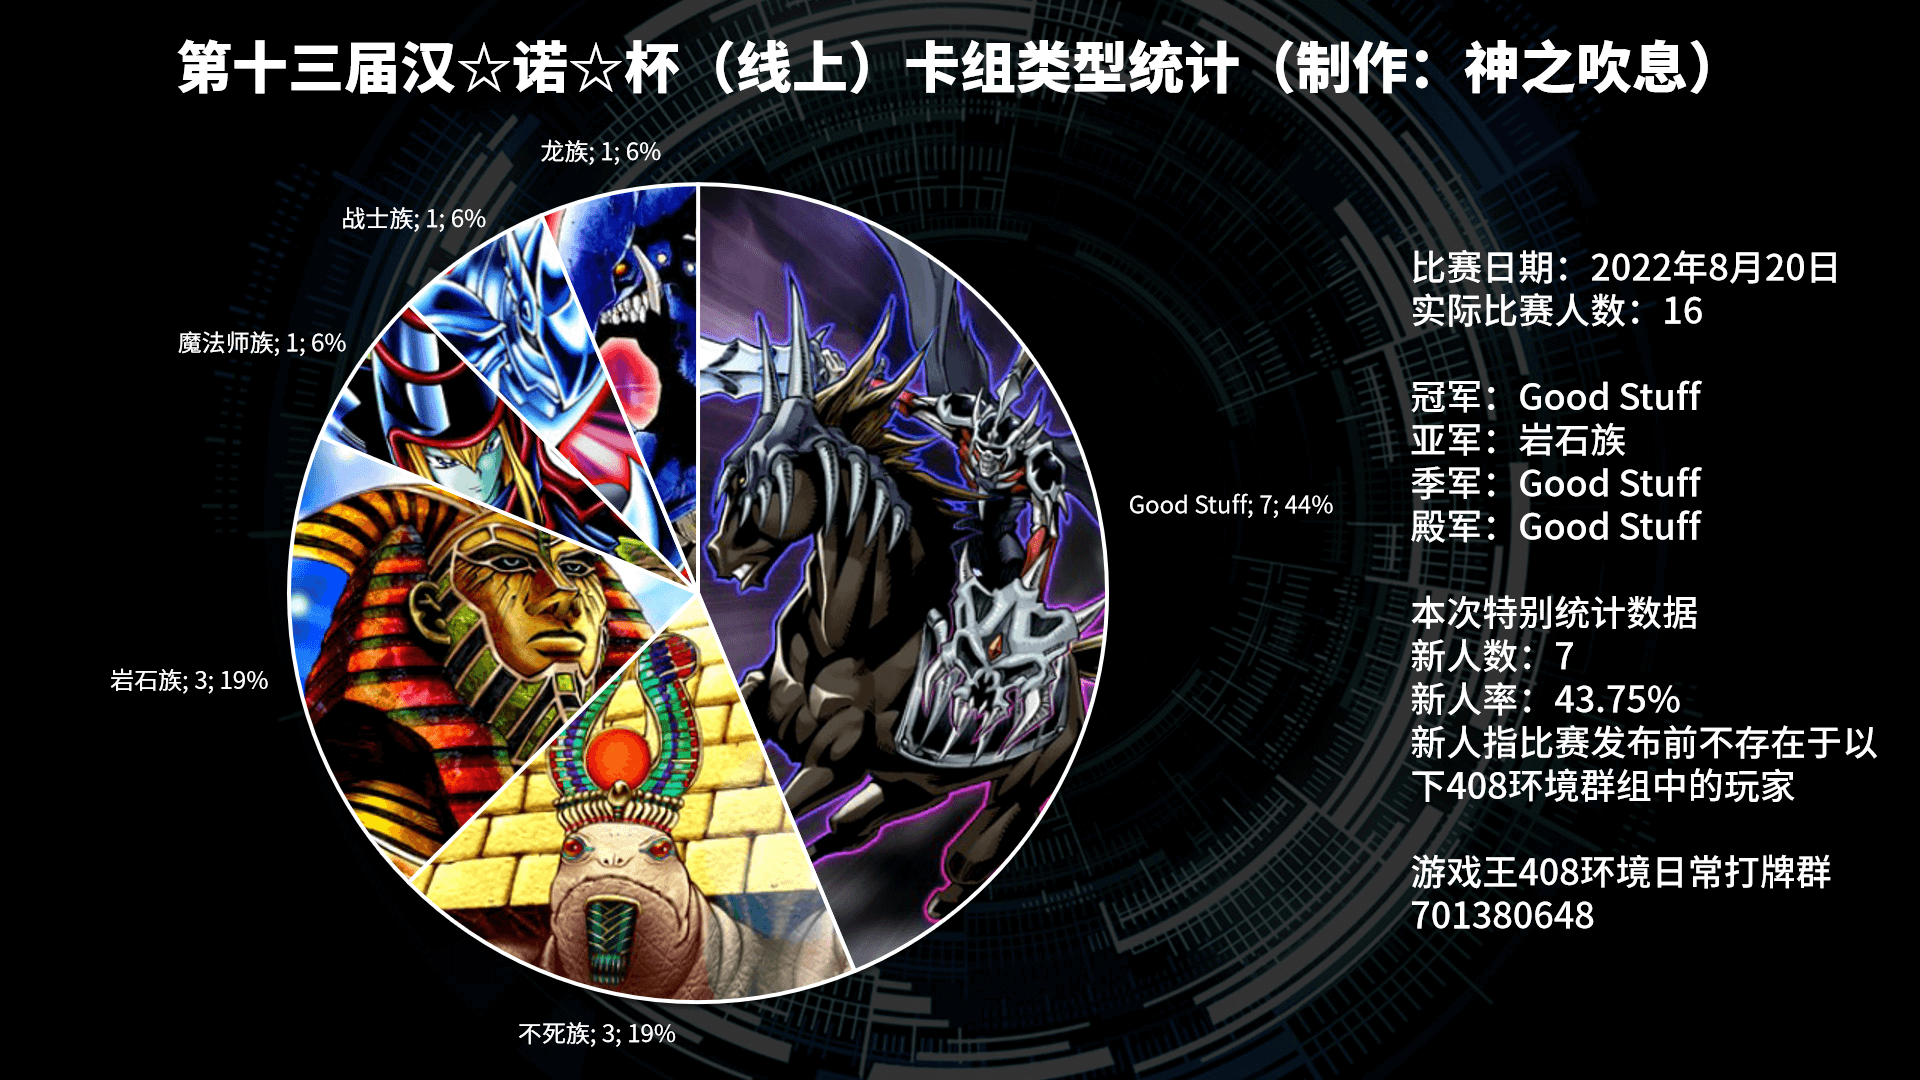 第十三届汉☆诺☆杯（线上）卡组类型统计（制作：神之吹息）
龙族; 1; 6%
战士族; 1; 6%
魔法师族; 1; 6%
岩石族; 3; 19%
不死族; 3; 19%
Good Stuff; 7; 44%
比赛日期：2022年8月20日
实际比赛人数：16
冠军：Good Stuff
亚军：岩石族
季军：Good Stuff
殿军：Good Stuff
本次特别统计数据
新人数：7
新人率：43.75%
新人指比赛发布前不存在于以
下408环境群组中的玩家
游戏王408环境日常打牌群
701380648